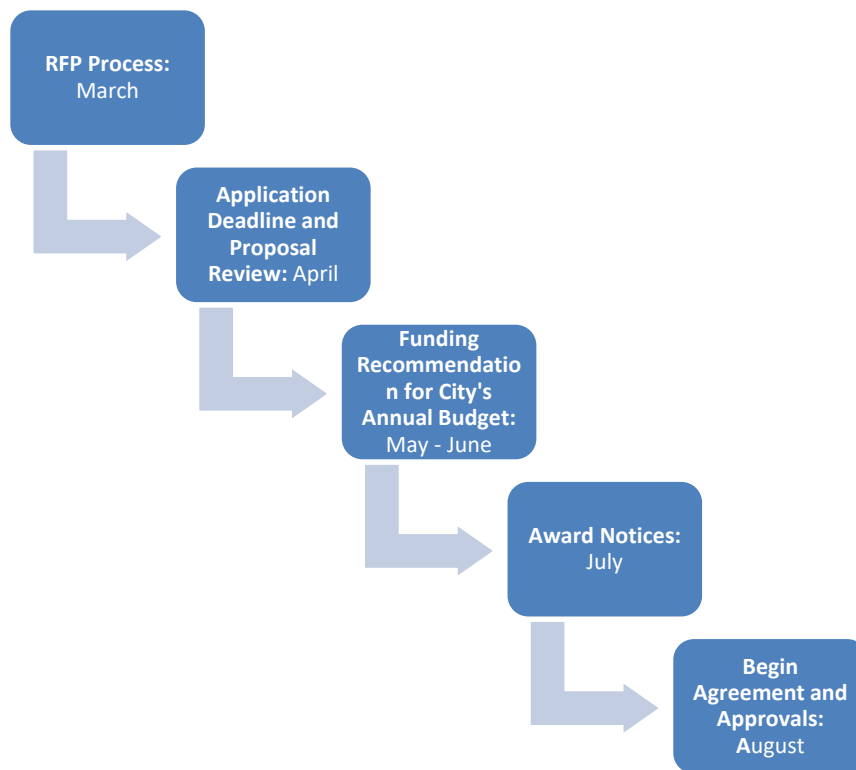 RFP Process:
March
Application
Deadline and
Proposal
Review: April
Funding
Recommendatio
n for City's
Annual Budget:
May - June
Award Notices:
July
Begin
Agreement and
Approvals:
August